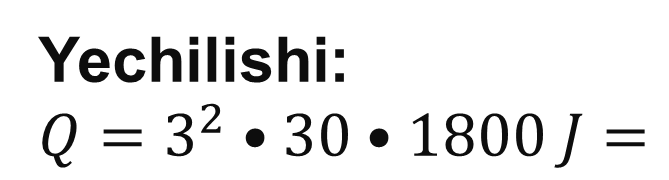 Yechilishi:
Q = 3² • 30 • 1800 J =